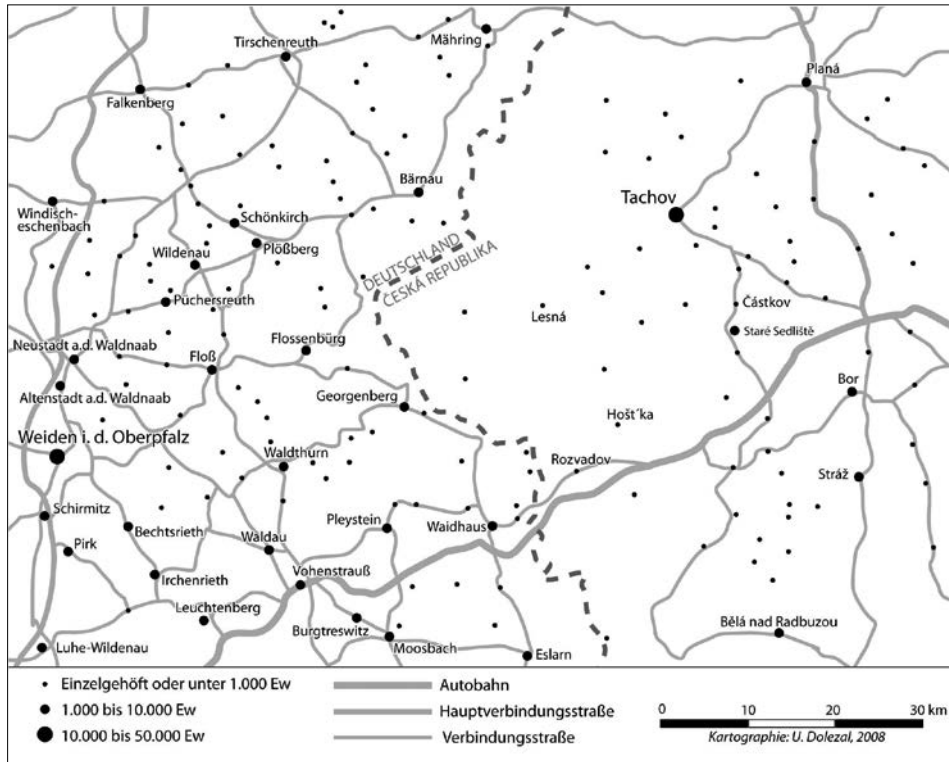 Tirschenreuth
Mähring
Planá
Falkenberg
Bärnau
Tachov
Windisch-
eschenbach
Schönkirch
Plößberg
Wildenau
DEUTSCHLAND
ČESKÁ REPUBLIKA
Püchersreuth
Lesná
Částkov
Staré Sedliště
Neustadt a.d. Waldnaab
Floß
Flossenbürg
Altenstadt a.d. Waldnaab
Georgenberg
Bor
Hošt´ka
Weiden i. d. Oberpfalz
Waldthurn
Rozvadov
Stráž
Schirmitz
Bechtsrieth
Pleystein
Waidhaus
Pirk
Waldau
Irchenrieth
Vohenstrauß
Leuchtenberg
Burgtreswitz
Bělá nad Radbuzou
Luhe-Wildenau
Moosbach
Eslarn
Einzelgehöft oder unter 1.000 Ew
1.000 bis 10.000 Ew
10.000 bis 50.000 Ew
Autobahn
Hauptverbindungsstraße
Verbindungsstraße
0 10 20 30 km
Kartographie: U. Dolezal, 2008